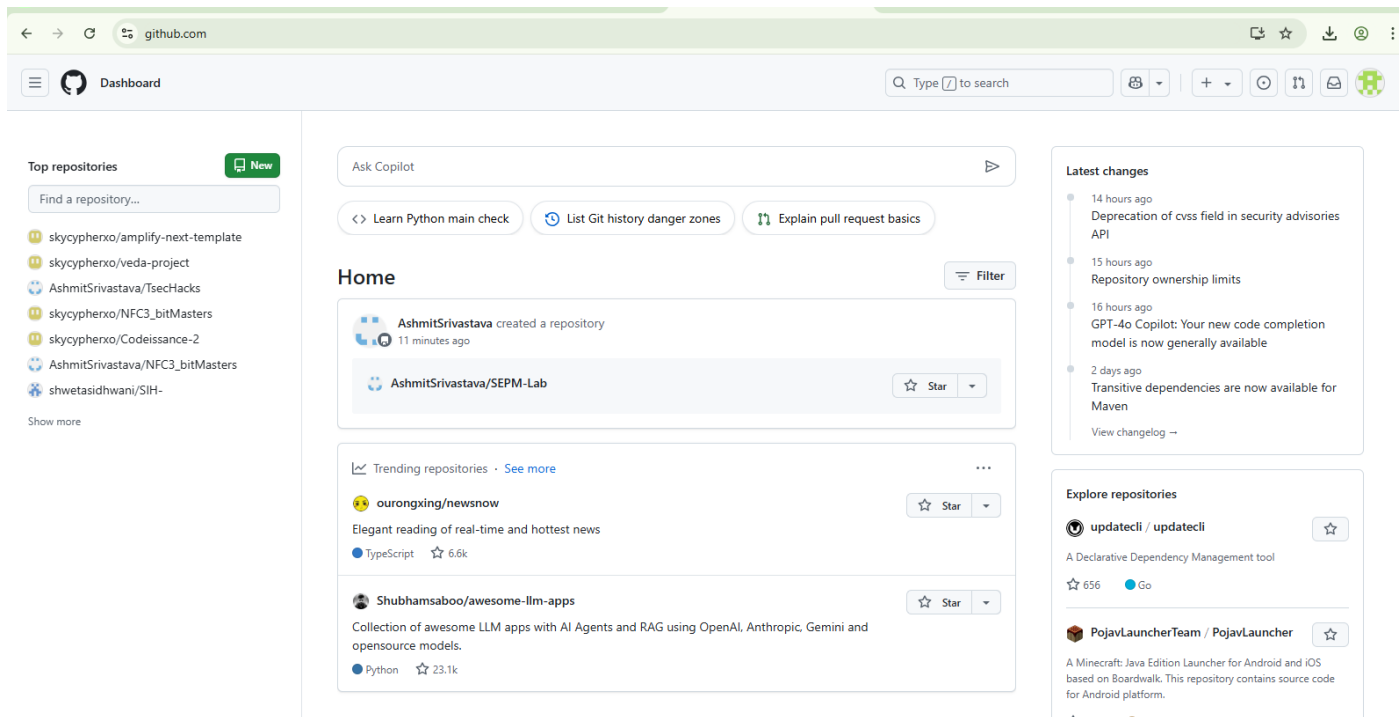 github.com
Dashboard
Type / to search
Top repositories
New
Find a repository...
skycypherxo/amplify-next-template
skycypherxo/veda-project
AshmitSrivastava/TsecHacks
skycypherxo/NFC3_bitMasters
skycypherxo/Codeissance-2
AshmitSrivastava/NFC3_bitMasters
shwetasidhwani/SIH-
Show more
Ask Copilot
Learn Python main check
List Git history danger zones
Explain pull request basics
Home
Filter
AshmitSrivastava created a repository
11 minutes ago
AshmitSrivastava/SEPM-Lab
Star
Trending repositories · See more
ourongxing/newsnow
Star
Elegant reading of real-time and hottest news
TypeScript 6.6k
Shubhamsaboo/awesome-llm-apps
Star
Collection of awesome LLM apps with AI Agents and RAG using OpenAI, Anthropic, Gemini and
opensource models.
Python 23.1k
Latest changes
14 hours ago
Deprecation of cvss field in security advisories
API
15 hours ago
Repository ownership limits
16 hours ago
GPT-4o Copilot: Your new code completion
model is now generally available
2 days ago
Transitive dependencies are now available for
Maven
View changelog →
Explore repositories
updatecli / updatecli
A Declarative Dependency Management tool
656 Go
PojavLauncherTeam / PojavLauncher
A Minecraft: Java Edition Launcher for Android and iOS
based on Boardwalk. This repository contains source code
for Android platform.